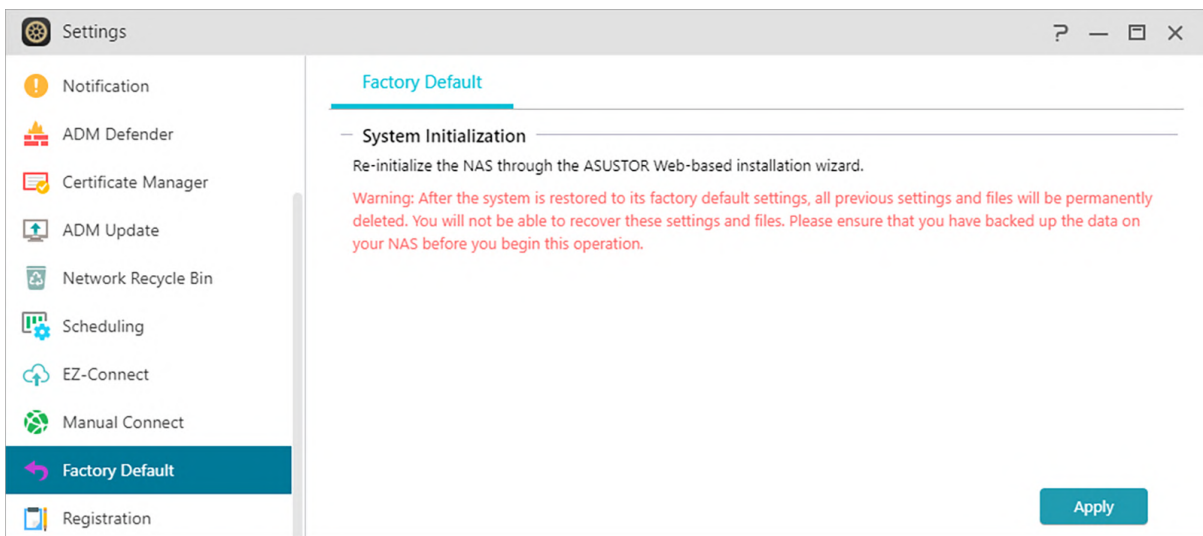 Settings
Notification
ADM Defender
Certificate Manager
ADM Update
Network Recycle Bin
Scheduling
EZ-Connect
Manual Connect
Factory Default
Registration
Factory Default
System Initialization
Re-initialize the NAS through the ASUSTOR Web-based installation wizard.
Warning: After the system is restored to its factory default settings, all previous settings and files will be permanently
deleted. You will not be able to recover these settings and files. Please ensure that you have backed up the data on
your NAS before you begin this operation.
Apply